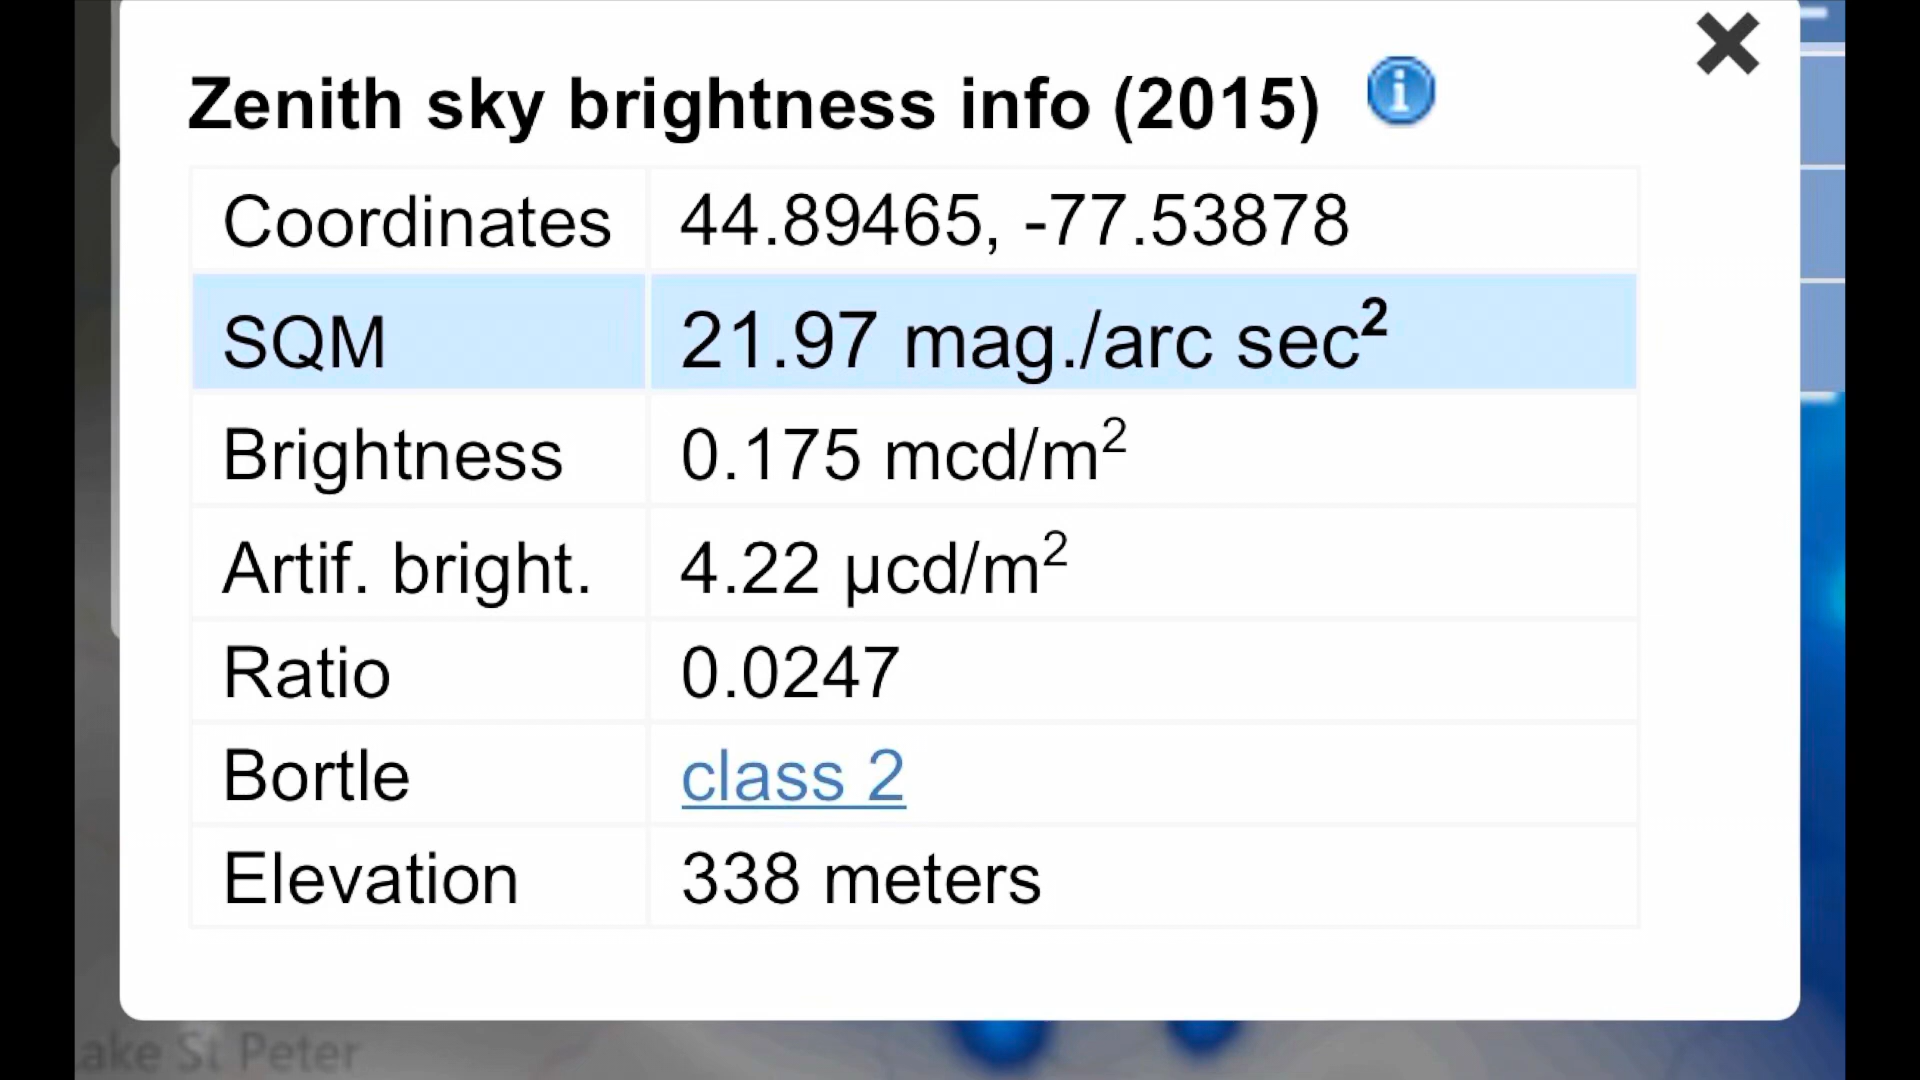 Zenith sky brightness info (2015)
Coordinates 44.89465, -77.53878
SQM 21.97 mag./arc sec²
Brightness 0.175 mcd/m²
Artif. bright. 4.22 µcd/m²
Ratio 0.0247
Bortle class 2
Elevation 338 meters
ake St Peter